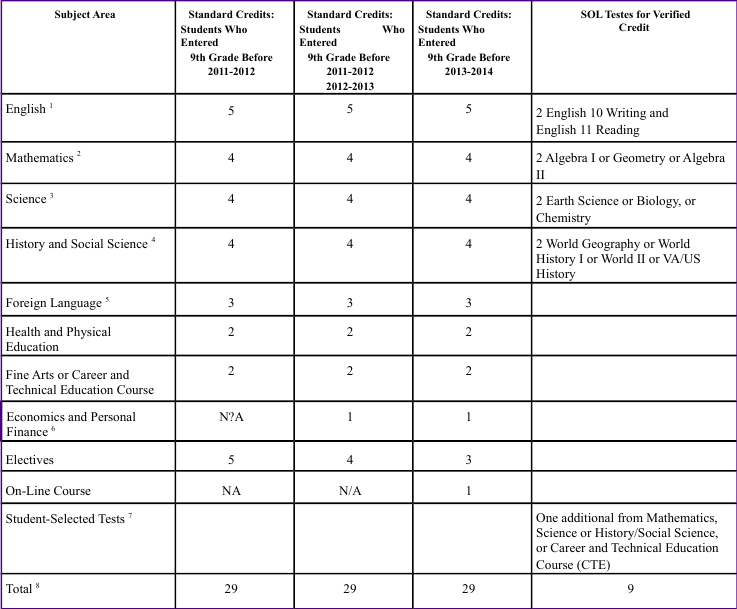 Subject Area
Standard Credits:
Students Who
Entered
9th Grade Before
2011-2012
Standard Credits:
Students Who
Entered
9th Grade Before
2011-2012
2012-2013
Standard Credits:
Students Who
Entered
9th Grade Before
2013-2014
SOL Testes for Verified
Credit
English 1
5
5
5
2 English 10 Writing and
English 11 Reading
Mathematics 2
4
4
4
2 Algebra I or Geometry or Algebra
II
Science 3
4
4
4
2 Earth Science or Biology, or
Chemistry
History and Social Science 4
4
4
4
2 World Geography or World
History I or World II or VA/US
History
Foreign Language 5
3
3
3
Health and Physical
Education
2
2
2
Fine Arts or Career and
Technical Education Course
2
2
2
Economics and Personal
Finance 6
N?A
1
1
Electives
5
4
3
On-Line Course
NA
N/A
1
Student-Selected Tests 7
One additional from Mathematics,
Science or History/Social Science,
or Career and Technical Education
Course (CTE)
Total 8
29
29
29
9